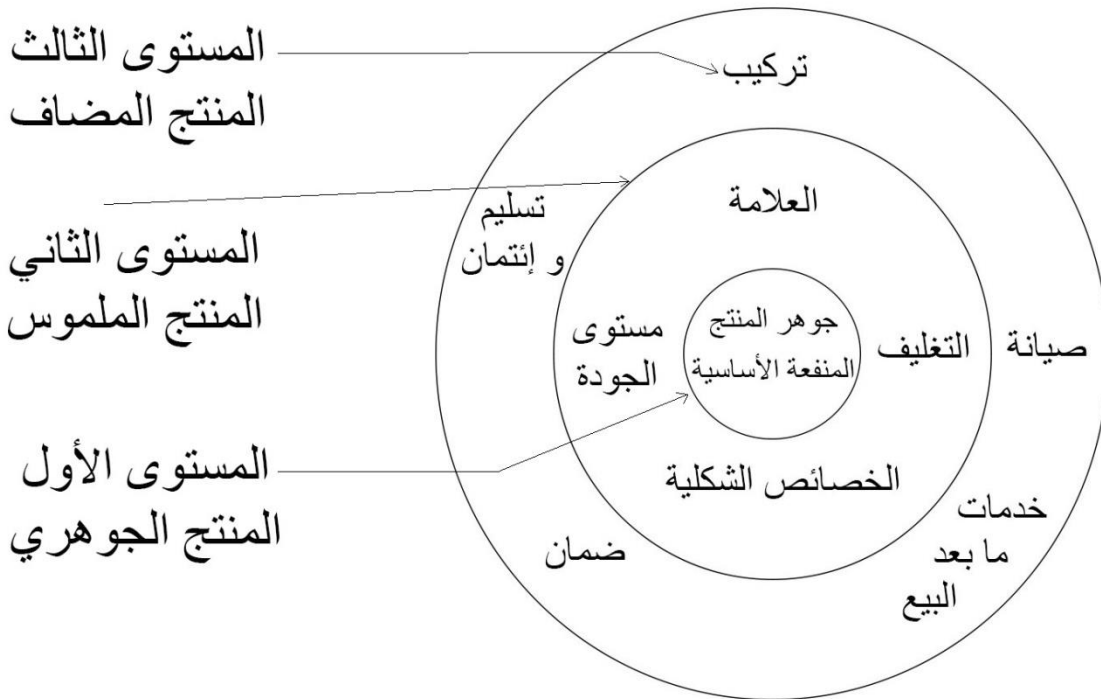 المستوى الثالث
المنتج المضاف
المستوى الثاني
المنتج الملموس
المستوى الأول
المنتج الجوهري
تركيب
تسليم
و إئتمان
صيانة
ضمان
خدمات
ما بعد
البيع
العلامة
مستوى
الجودة
التغليف
الخصائص الشكلية
جوهر المنتج
المنفعة الأساسية